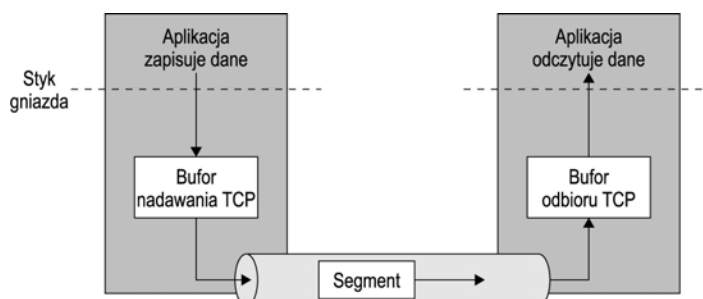 Aplikacja
zapisuje dane
Aplikacja
odczytuje dane
Styk
gniazda
Bufor
nadawania TCP
Bufor
odbioru TCP
Segment